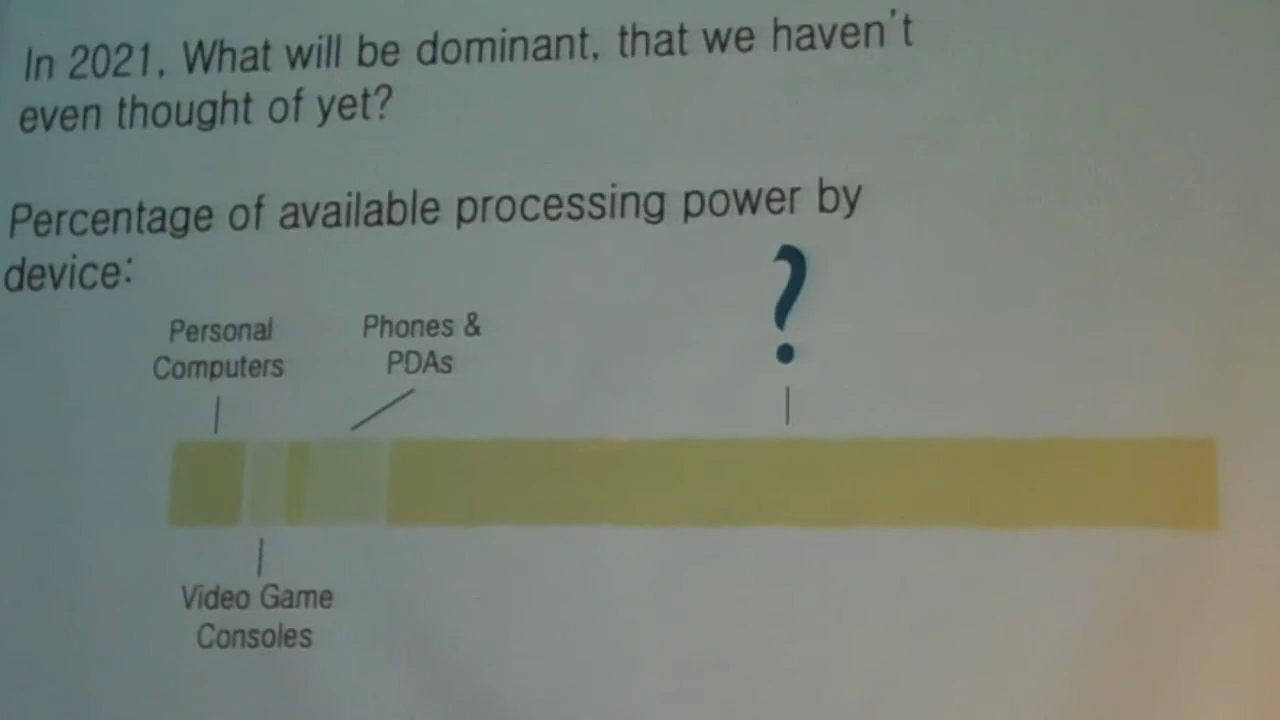 In 2021, What will be dominant, that we haven't
even thought of yet?
Percentage of available processing power by
device:
Personal
Computers
Phones &
PDAs
?
Video Game
Consoles